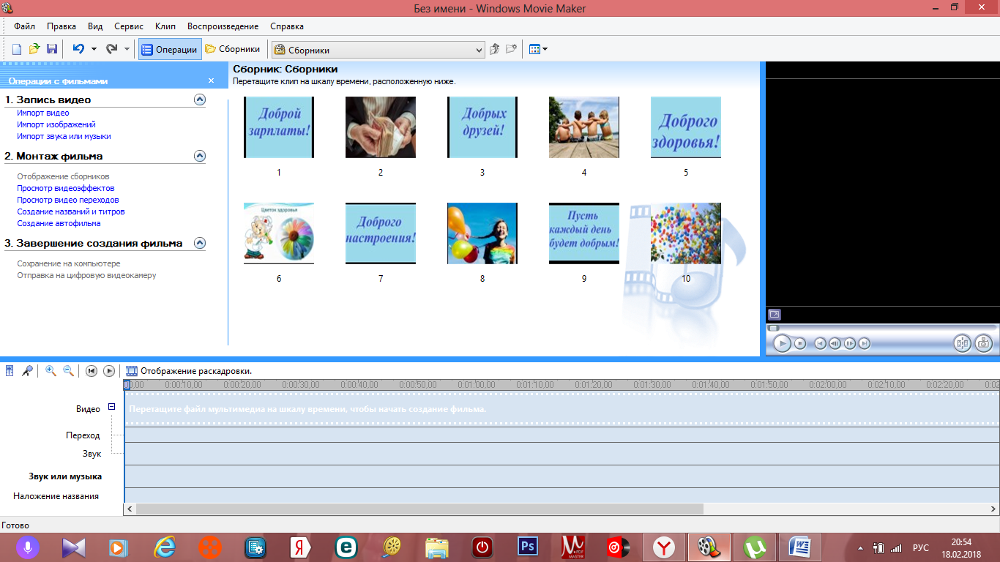 Без имени - Windows Movie Maker
Файл Правка Вид Сервис Клип Воспроизведение Справка
Операции Сборники Сборники
Операции с фильмами
1. Запись видео
Импорт видео
Импорт изображений
Импорт звука или музыки
2. Монтаж фильма
Отображение сборников
Просмотр видеоэффектов
Просмотр видео переходов
Создание названий и титров
Создание автофильма
3. Завершение создания фильма
Сохранение на компьютере
Отправка на цифровую видеокамеру
Сборник: Сборники
Перетащите клип на шкалу времени, расположенную ниже.
Доброй
зарплаты!
Добрых
друзей!
Доброго
здоровья!
1 2 3 4 5
Цветок здоровья
Доброго
настроения!
Пусть
каждый день
будет добрым!
6 7 8 9 10
Отображение раскадровки.
0:00:10,00 0:00:20,00 0:00:30,00 0:00:40,00 0:00:50,00 0:01:00,00 0:01:10,00 0:01:20,00 0:01:30,00 0:01:40,00 0:01:50,00 0:02:00,00 0:02:10,00 0:02:20,00
Видео
Перетащите файл мультимедиа на шкалу времени, чтобы начать создание фильма.
Переход
Звук
Звук или музыка
Наложение названия
Готово
Я e Ps PDF MASTER Y W
РУС
20:54
18.02.2018